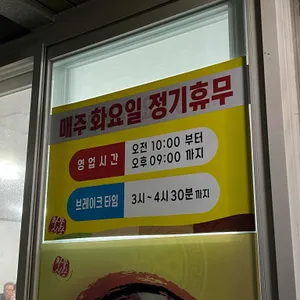 매주 화요일 정기휴무
영업시간 오전 10:00 부터
오후 09:00 까지
브레이크타임 3시~4시30분까지